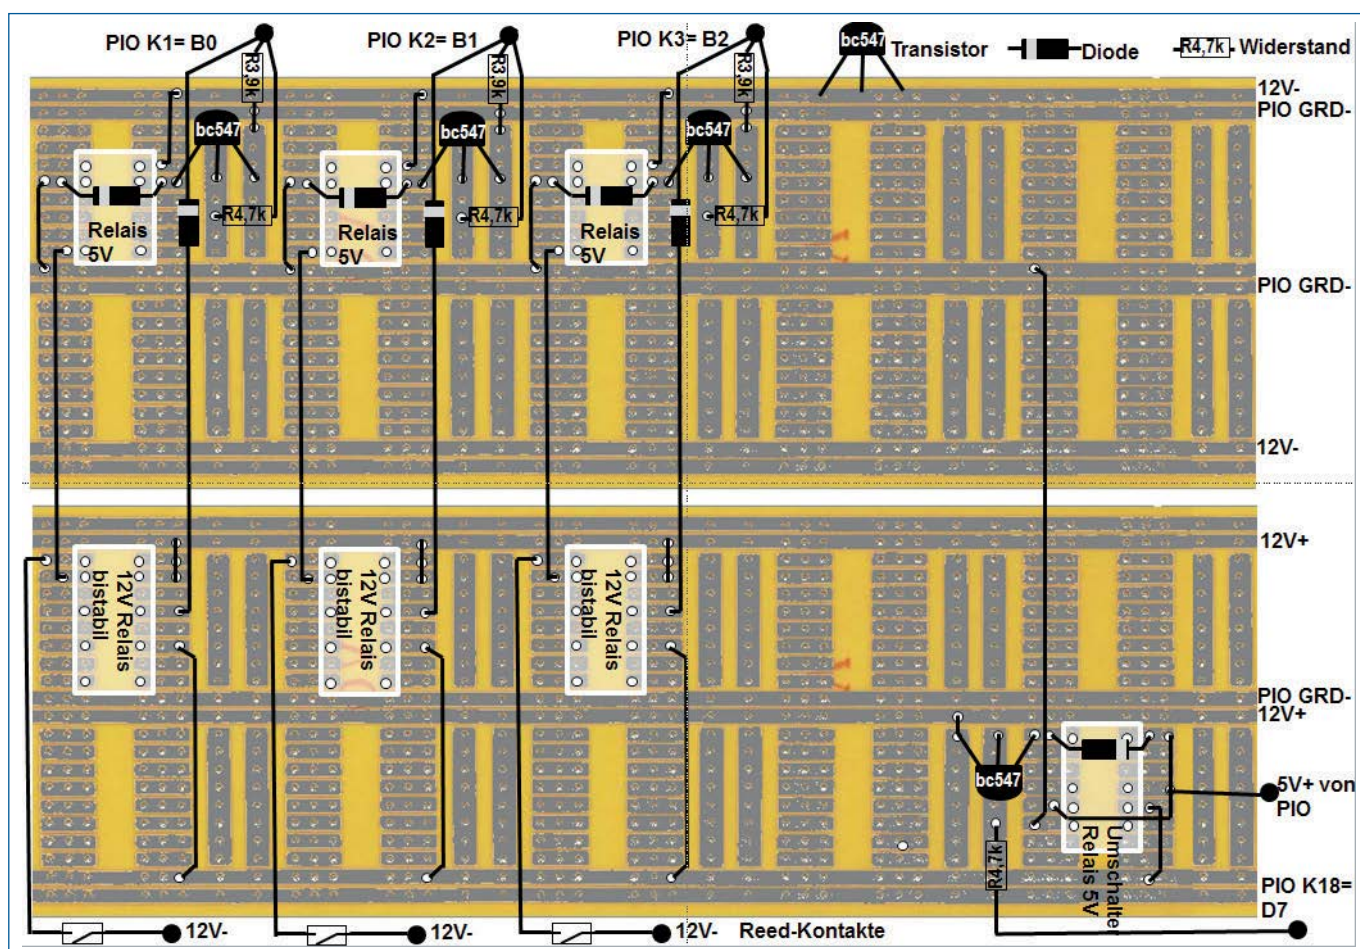 PIO K1= B0
PIO K2= B1
PIO K3= B2
bc547
Transistor
Diode
R4,7k
Widerstand
R3,9k
R3,9k
R3,9k
12V-
PIO GRD-
bc547
bc547
bc547
R4,7k
R4,7k
R4,7k
Relais
5V
Relais
5V
Relais
5V
PIO GRD-
12V-
12V+
12V Relais
bistabil
12V Relais
bistabil
12V Relais
bistabil
PIO GRD-
12V+
bc547
5V+ von
PIO
R4,7k
Umschalter
Relais 5V
PIO K18=
D7
12V-
12V-
12V-
Reed-Kontakte